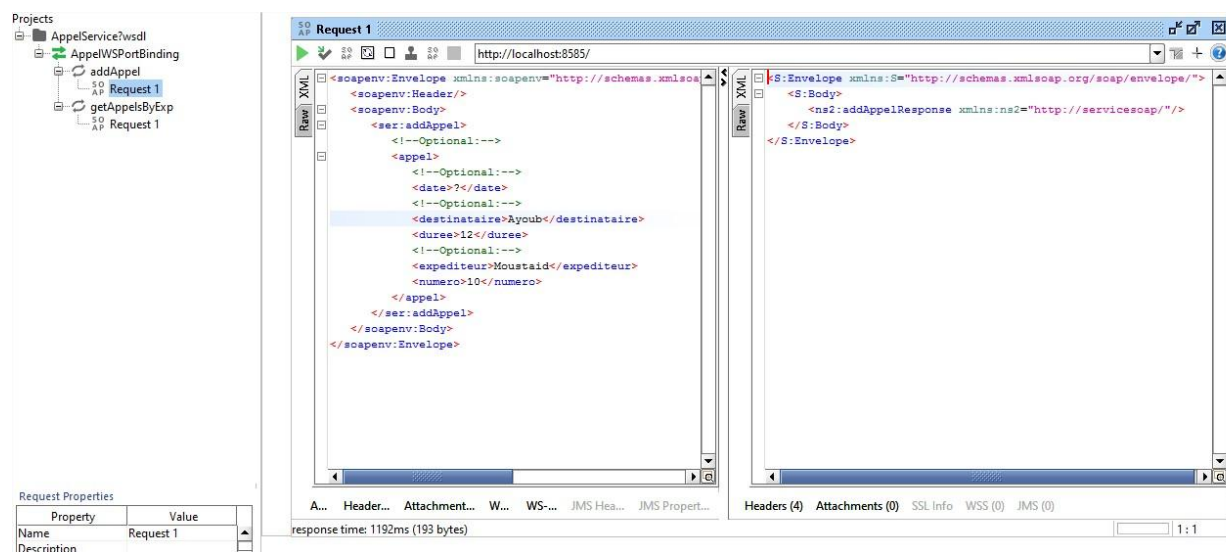 Projects
AppelService?wsdl
AppelWSPortBinding
addAppel
SOAP Request 1
getAppelsByExp
SOAP Request 1
Request Properties
Property Value
Name Request 1
Description
SOAP Request 1
http://localhost:8585/
XML
Raw
<soapenv:Envelope xmlns:soapenv="http://schemas.xmlsoa
<soapenv:Header/>
<soapenv:Body>
<ser:addAppel>
<!--Optional:-->
<appel>
<!--Optional:-->
<date>?</date>
<!--Optional:-->
<destinataire>Ayoub</destinataire>
<duree>12</duree>
<!--Optional:-->
<expediteur>Moustaid</expediteur>
<numero>10</numero>
</appel>
</ser:addAppel>
</soapenv:Body>
</soapenv:Envelope>
A... Header... Attachment... W... WS-... JMS Hea... JMS Propert...
XML
Raw
<S:Envelope xmlns:S="http://schemas.xmlsoap.org/soap/envelope/">
<S:Body>
<ns2:addAppelResponse xmlns:ns2="http://servicesoap/"/>
</S:Body>
</S:Envelope>
Headers (4) Attachments (0) SSL Info WSS (0) JMS (0)
response time: 1192ms (193 bytes)
1 : 1